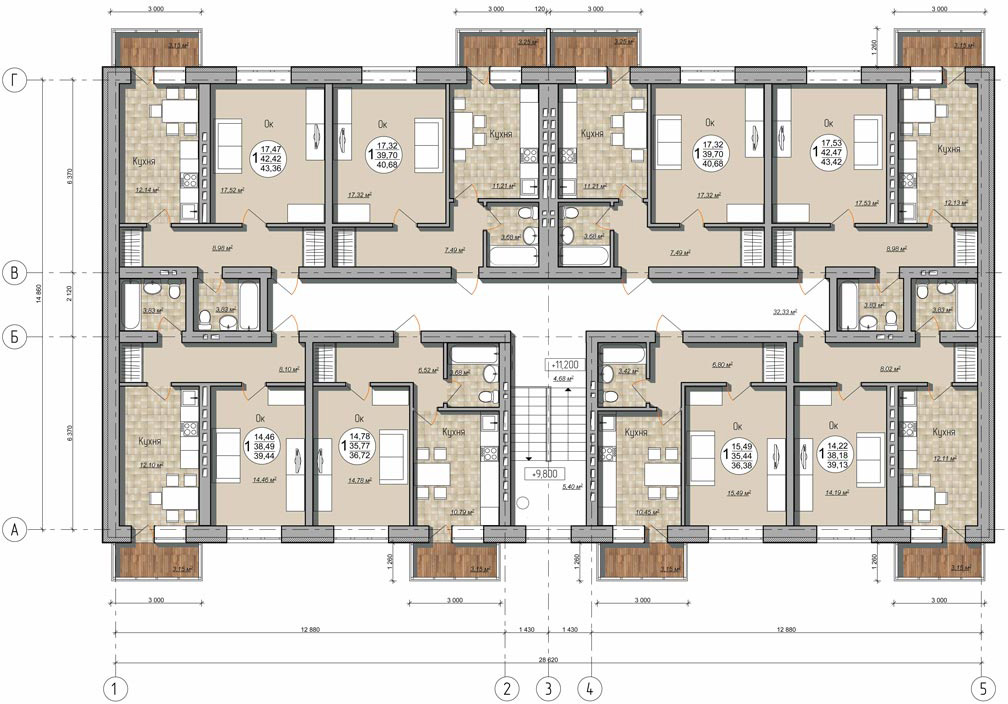 3 000
3 000
120
3 000
3 000
3.15 м²
3.25 м²
3.25 м²
3.15 м²
1 260
Г
Кухня
12.14 м²
Ок
1
17,47
42,42
43,36
17.52 м²
Ок
1
17,32
39,70
40,68
17.32 м²
Кухня
11.21 м²
Кухня
11.21 м²
Ок
1
17,32
39,70
40,68
17.32 м²
Ок
1
17,53
42,47
43,42
17.53 м²
Кухня
12.13 м²
6 370
8.98 м²
7.49 м²
3.68 м²
3.68 м²
7.49 м²
8.98 м²
В
14 860
2 120
3.83 м²
3.83 м²
32.33 м²
3.83 м²
3.83 м²
Б
8.10 м²
6.52 м²
3.68 м²
+11,200
4.68 м²
3.42 м²
6.80 м²
8.02 м²
6 370
Кухня
12.10 м²
Ок
1
14,46
38,49
39,44
14.46 м²
Ок
1
14,78
35,77
36,72
14.78 м²
Кухня
10.79 м²
+9,800
5.40 м²
Кухня
10.45 м²
Ок
1
15,49
35,44
36,38
15.49 м²
Ок
1
14,22
38,18
39,13
14.19 м²
Кухня
12.11 м²
А
3.15 м²
1 260
3.15 м²
1 260
3.15 м²
1 260
3.15 м²
3 000
3 000
3 000
3 000
12 880
1 430
1 430
12 880
28 620
1
2
3
4
5